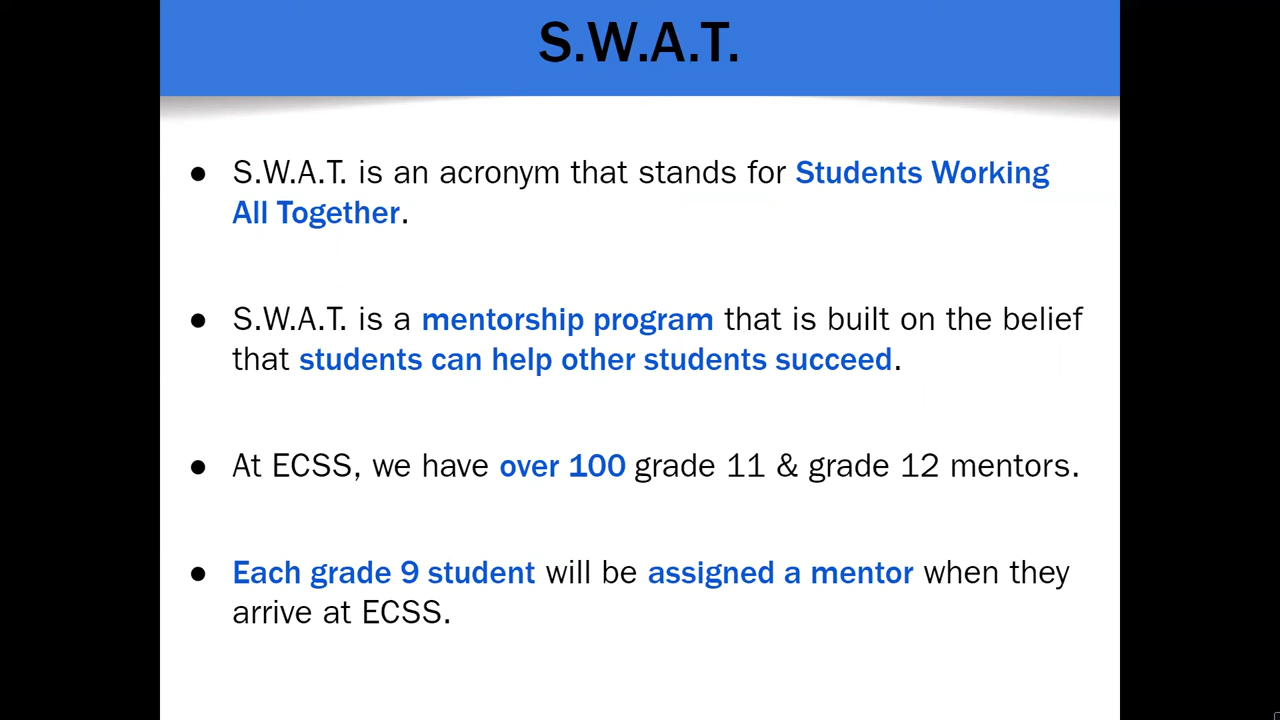 S.W.A.T.
● S.W.A.T. is an acronym that stands for Students Working
All Together.
● S.W.A.T. is a mentorship program that is built on the belief
that students can help other students succeed.
● At ECSS, we have over 100 grade 11 & grade 12 mentors.
● Each grade 9 student will be assigned a mentor when they
arrive at ECSS.